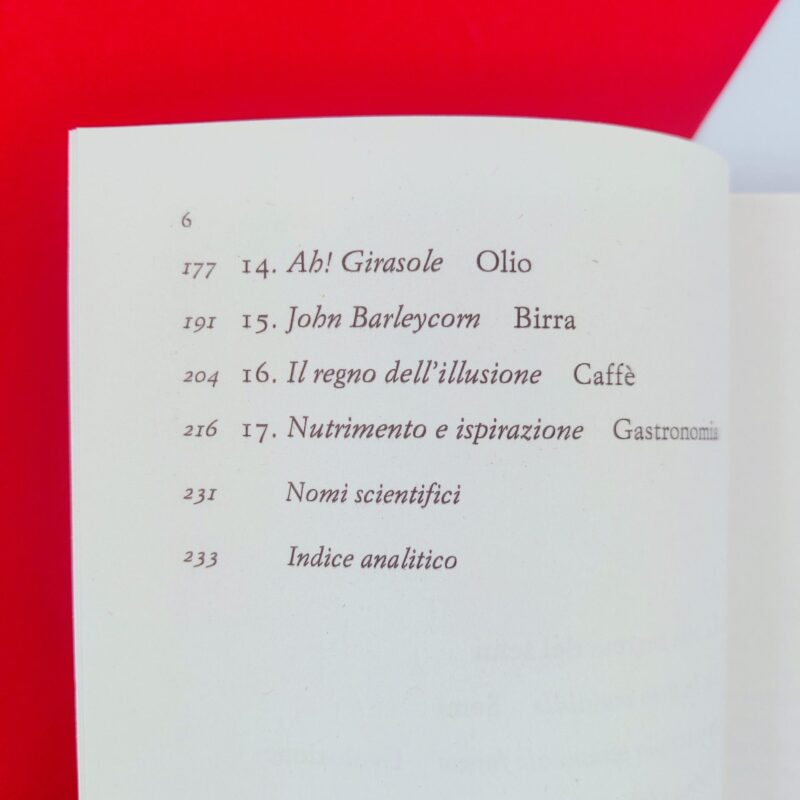 6
177 14. Ah! Girasole Olio
191 15. John Barleycorn Birra
204 16. Il regno dell'illusione Caffè
216 17. Nutrimento e ispirazione Gastronomia
231 Nomi scientifici
233 Indice analitico